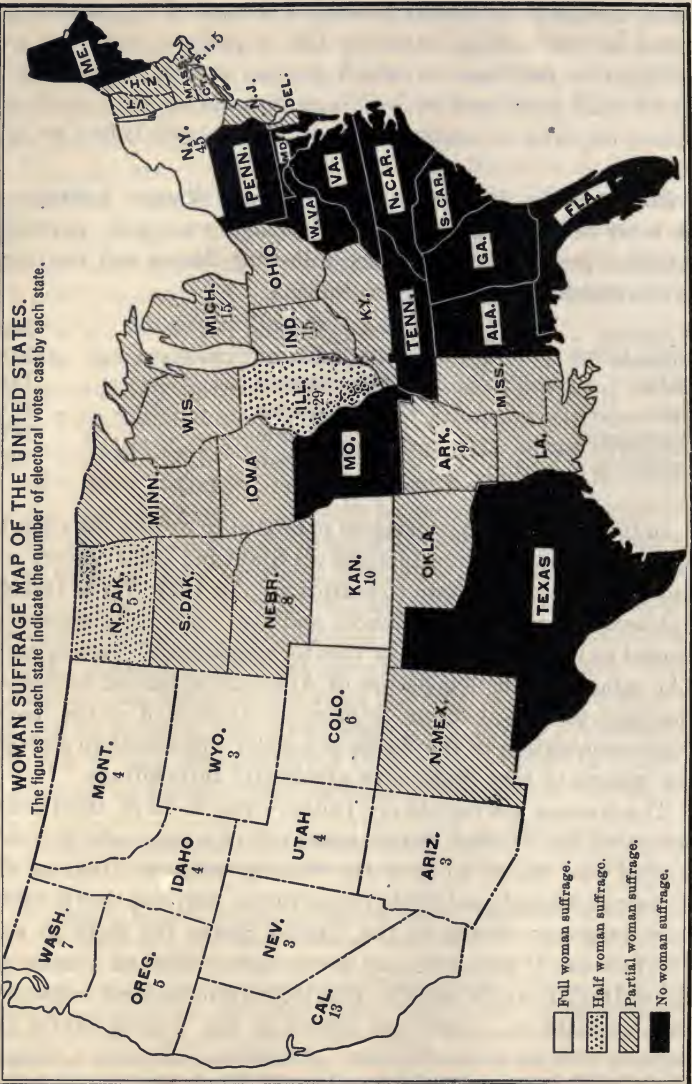 WOMAN SUFFRAGE MAP OF THE UNITED STATES.
The figures in each state indicate the number of electoral votes cast by each state.
WASH.
7
OREG.
5
CAL.
13
NEV.
3
IDAHO
4
MONT.
4
WYO.
3
UTAH
4
ARIZ.
3
COLO.
6
N.MEX.
N.DAK.
5
S.DAK.
NEBR.
8
KAN.
10
OKLA.
TEXAS
MINN.
IOWA
MO.
ARK.
9
LA.
WIS.
ILL.
29
MICH.
15
IND.
15
OHIO
KY.
TENN.
MISS.
ALA.
GA.
FLA.
S.CAR.
N.CAR.
VA.
W.VA
MD.
DEL.
PENN.
N.J.
N.Y.
45
VT.
N.H.
MASS.
R.I. 5
ME.
Full woman suffrage.
Half woman suffrage.
Partial woman suffrage.
No woman suffrage.